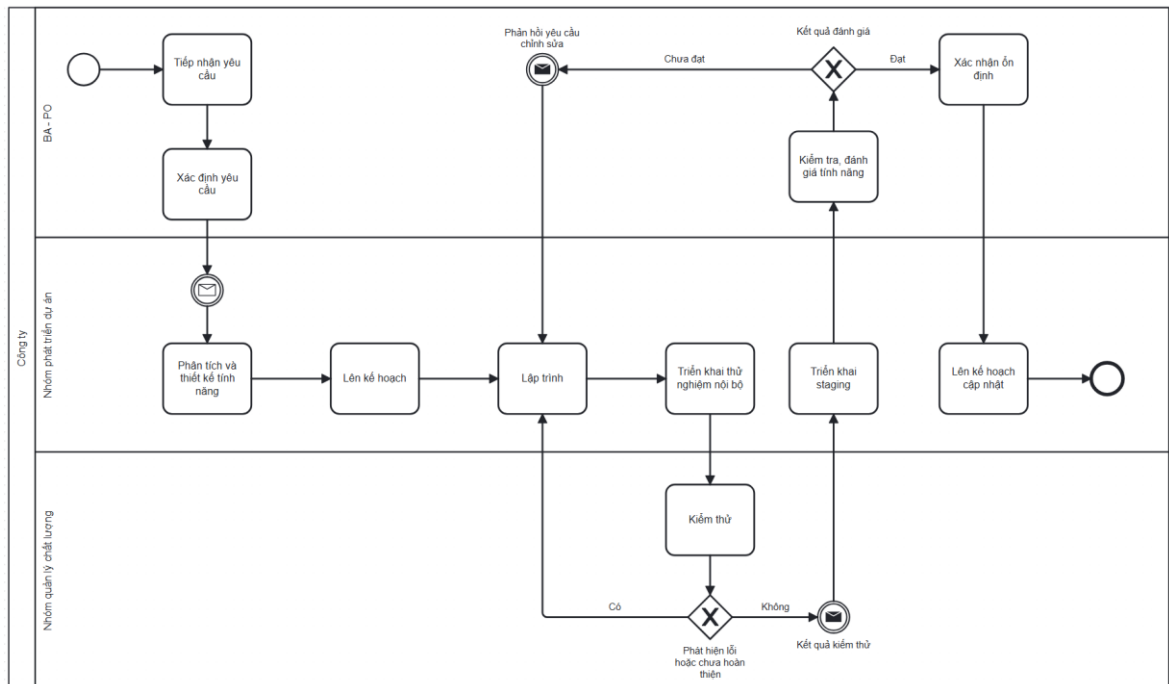 Công ty
BA - PO
Tiếp nhận yêu
cầu
Xác định yêu
cầu
Phản hồi yêu cầu
chỉnh sửa
Chưa đạt
Kết quả đánh giá
Đạt
Xác nhận ổn
định
Kiểm tra, đánh
giá tính năng
Nhóm phát triển dự án
Phân tích và
thiết kế tính
năng
Lên kế hoạch
Lập trình
Triển khai thử
nghiệm nội bộ
Triển khai
staging
Lên kế hoạch
cập nhật
Nhóm quản lý chất lượng
Kiểm thử
Có
Không
Phát hiện lỗi
hoặc chưa hoàn
thiện
Kết quả kiểm thử